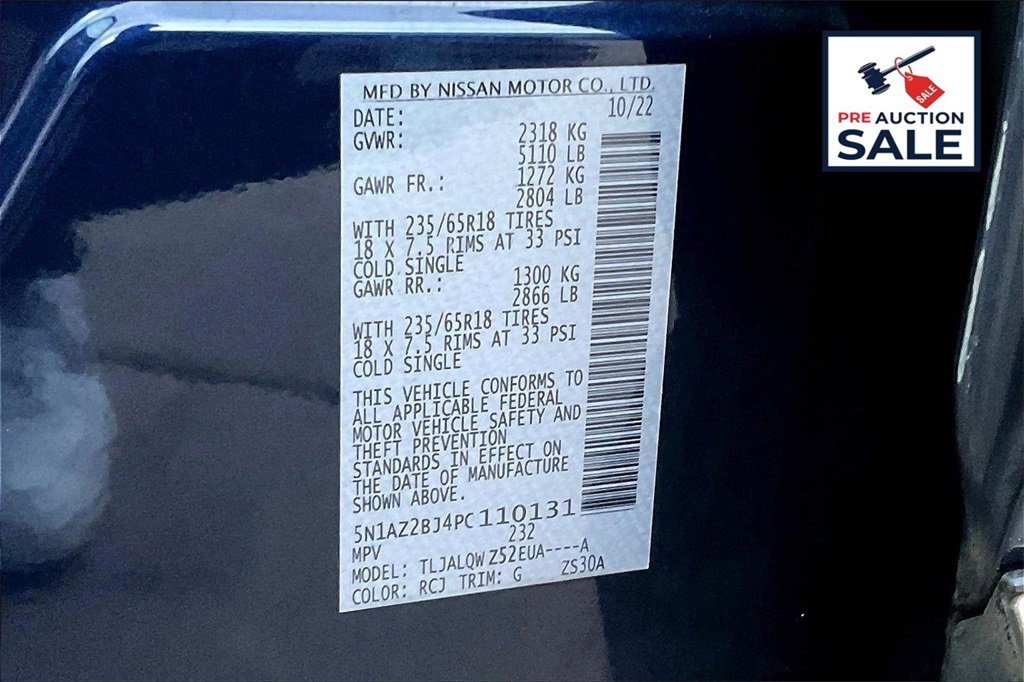 MFD BY NISSAN MOTOR CO., LTD.
DATE: 10/22
GVWR: 2318 KG
5110 LB
GAWR FR.: 1272 KG
2804 LB
WITH 235/65R18 TIRES
18 X 7.5 RIMS AT 33 PSI
COLD SINGLE
GAWR RR.: 1300 KG
2866 LB
WITH 235/65R18 TIRES
18 X 7.5 RIMS AT 33 PSI
COLD SINGLE
THIS VEHICLE CONFORMS TO
ALL APPLICABLE FEDERAL
MOTOR VEHICLE SAFETY AND
THEFT PREVENTION
STANDARDS IN EFFECT ON
THE DATE OF MANUFACTURE
SHOWN ABOVE.
5N1AZ2BJ4PC110131
MPV 232
MODEL: TLJALQWZ52EUA----A
COLOR: RCJ TRIM: G ZS30A
SALE
PRE AUCTION
SALE